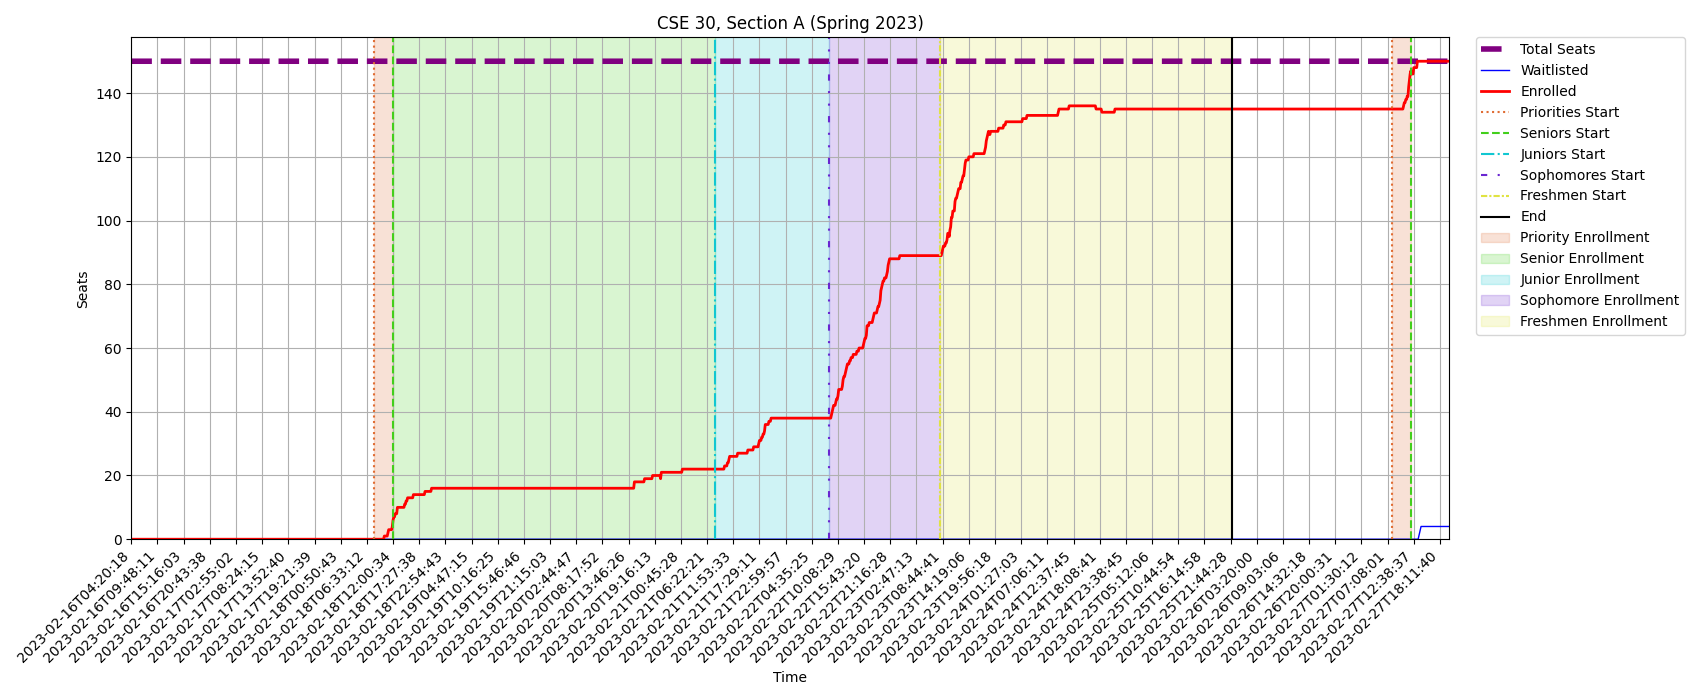 CSE 30, Section A (Spring 2023)
Seats
0
20
40
60
80
100
120
140
2023-02-16T04:20:18
2023-02-16T09:48:11
2023-02-16T15:16:03
2023-02-16T20:43:38
2023-02-17T02:55:02
2023-02-17T08:24:15
2023-02-17T13:52:40
2023-02-17T19:21:39
2023-02-18T00:50:43
2023-02-18T06:33:12
2023-02-18T12:00:34
2023-02-18T17:27:38
2023-02-18T22:54:43
2023-02-19T04:47:15
2023-02-19T10:16:25
2023-02-19T15:46:46
2023-02-19T21:15:03
2023-02-20T02:44:47
2023-02-20T08:17:52
2023-02-20T13:46:26
2023-02-20T19:16:13
2023-02-21T00:45:28
2023-02-21T06:22:21
2023-02-21T11:53:33
2023-02-21T17:29:11
2023-02-21T22:59:57
2023-02-22T04:35:25
2023-02-22T10:08:29
2023-02-22T15:43:20
2023-02-22T21:16:28
2023-02-23T02:47:13
2023-02-23T08:44:41
2023-02-23T14:19:06
2023-02-23T19:56:18
2023-02-24T01:27:03
2023-02-24T07:06:11
2023-02-24T12:37:45
2023-02-24T18:08:41
2023-02-24T23:38:45
2023-02-25T05:12:06
2023-02-25T10:44:54
2023-02-25T16:14:58
2023-02-25T21:44:28
2023-02-26T03:20:00
2023-02-26T09:03:06
2023-02-26T14:32:18
2023-02-26T20:00:31
2023-02-27T01:30:12
2023-02-27T07:08:01
2023-02-27T12:38:37
2023-02-27T18:11:40
Time
Total Seats
Waitlisted
Enrolled
Priorities Start
Seniors Start
Juniors Start
Sophomores Start
Freshmen Start
End
Priority Enrollment
Senior Enrollment
Junior Enrollment
Sophomore Enrollment
Freshmen Enrollment